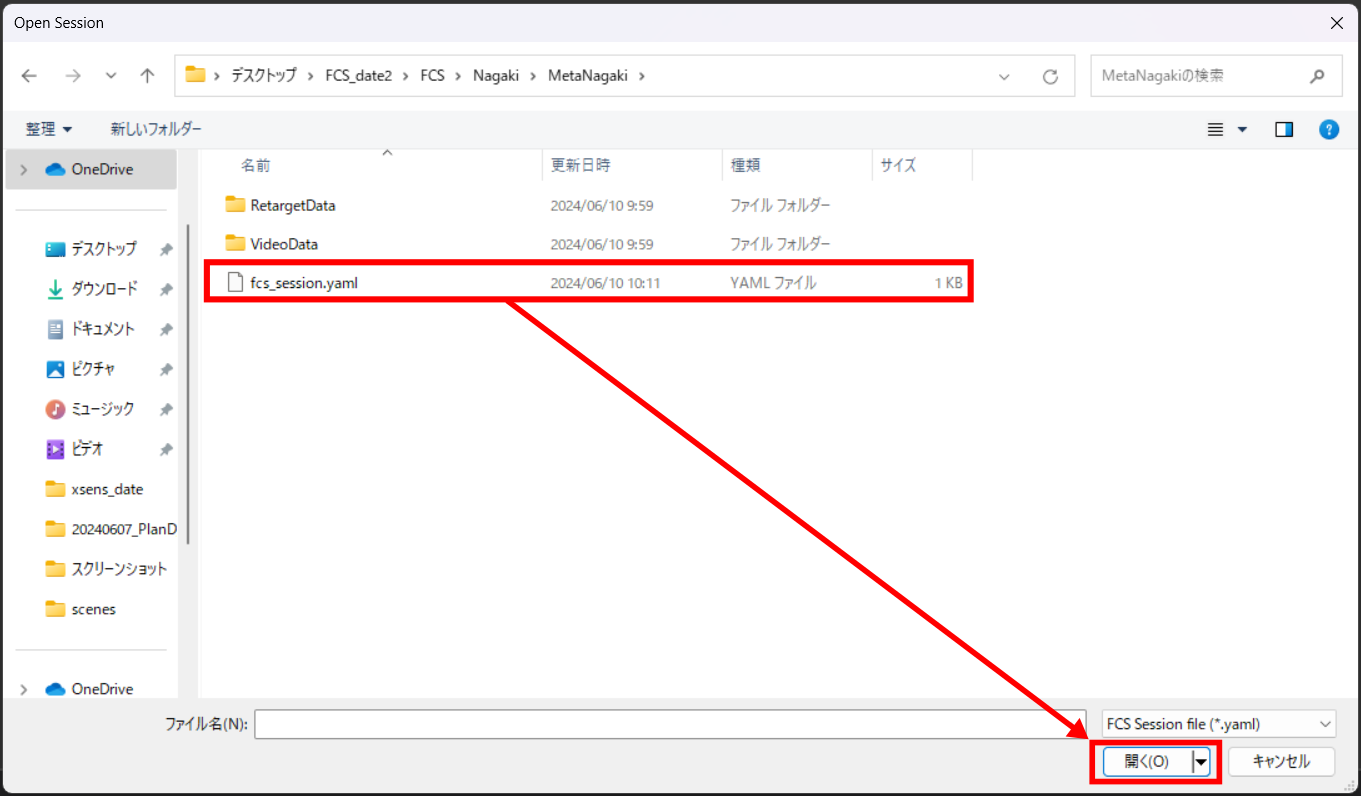 Open Session
デスクトップ › FCS_date2 › FCS › Nagaki › MetaNagaki ›
MetaNagakiの検索
整理 新しいフォルダー
OneDrive
デスクトップ
ダウンロード
ドキュメント
ピクチャ
ミュージック
ビデオ
xsens_date
20240607_PlanD
スクリーンショット
scenes
OneDrive
名前 更新日時 種類 サイズ
RetargetData 2024/06/10 9:59 ファイル フォルダー
VideoData 2024/06/10 9:59 ファイル フォルダー
fcs_session.yaml 2024/06/10 10:11 YAML ファイル 1 KB
ファイル名(N):
FCS Session file (*.yaml)
開く(O) キャンセル